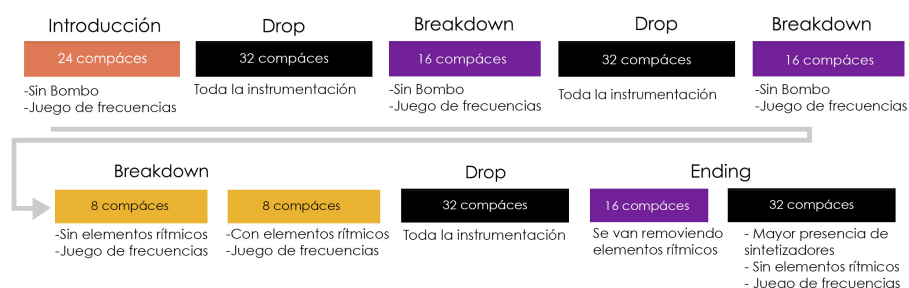 Introducción
Drop
Breakdown
Drop
Breakdown
24 compáces
32 compáces
16 compáces
32 compáces
16 compáces
-Sin Bombo
-Juego de frecuencias
Toda la instrumentación
-Sin Bombo
-Juego de frecuencias
Toda la instrumentación
-Sin Bombo
-Juego de frecuencias
Breakdown
Drop
Ending
8 compáces
8 compáces
32 compáces
16 compáces
32 compáces
-Sin elementos rítmicos
-Juego de frecuencias
-Con elementos rítmicos
-Juego de frecuencias
Toda la instrumentación
Se van removiendo
elementos rítmicos
- Mayor presencia de
sintetizadores
- Sin elementos rítmicos
- Juego de frecuencias